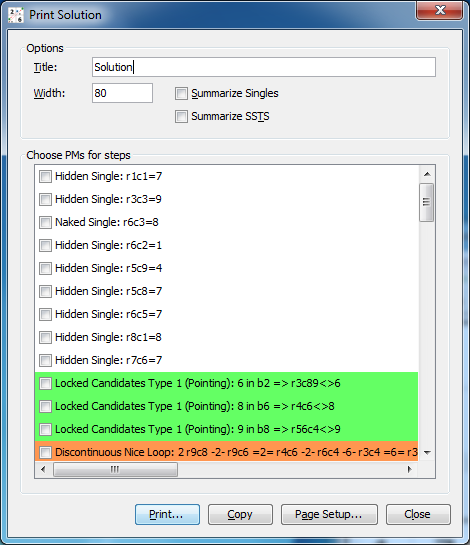 Print Solution
Options
Title: Solution
Width: 80 Summarize Singles
Summarize SSTS
Choose PMs for steps
Hidden Single: r1c1=7
Hidden Single: r3c3=9
Naked Single: r6c3=8
Hidden Single: r6c2=1
Hidden Single: r5c9=4
Hidden Single: r5c8=7
Hidden Single: r6c5=7
Hidden Single: r8c1=8
Hidden Single: r7c6=7
Locked Candidates Type 1 (Pointing): 6 in b2 => r3c89<>6
Locked Candidates Type 1 (Pointing): 8 in b6 => r4c6<>8
Locked Candidates Type 1 (Pointing): 9 in b8 => r56c4<>9
Discontinuous Nice Loop: 2 r9c8 -2- r9c6 =2= r4c6 -2- r6c4 -6- r3c4 =6= r3
Print... Copy Page Setup... Close